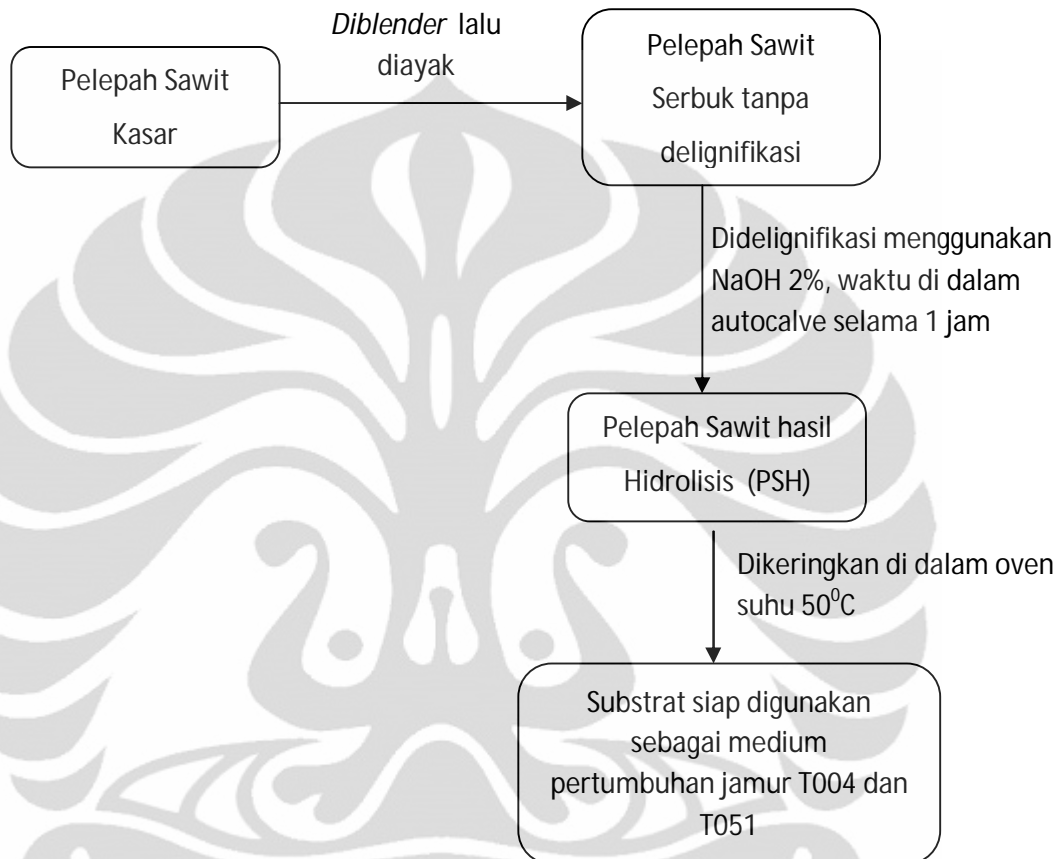 Pelepah Sawit
Kasar
Diblender lalu
diayak
Pelepah Sawit
Serbuk tanpa
delignifikasi
Didelignifikasi menggunakan
NaOH 2%, waktu di dalam
autocalve selama 1 jam
Pelepah Sawit hasil
Hidrolisis (PSH)
Dikeringkan di dalam oven
suhu 50⁰C
Substrat siap digunakan
sebagai medium
pertumbuhan jamur T004 dan
T051